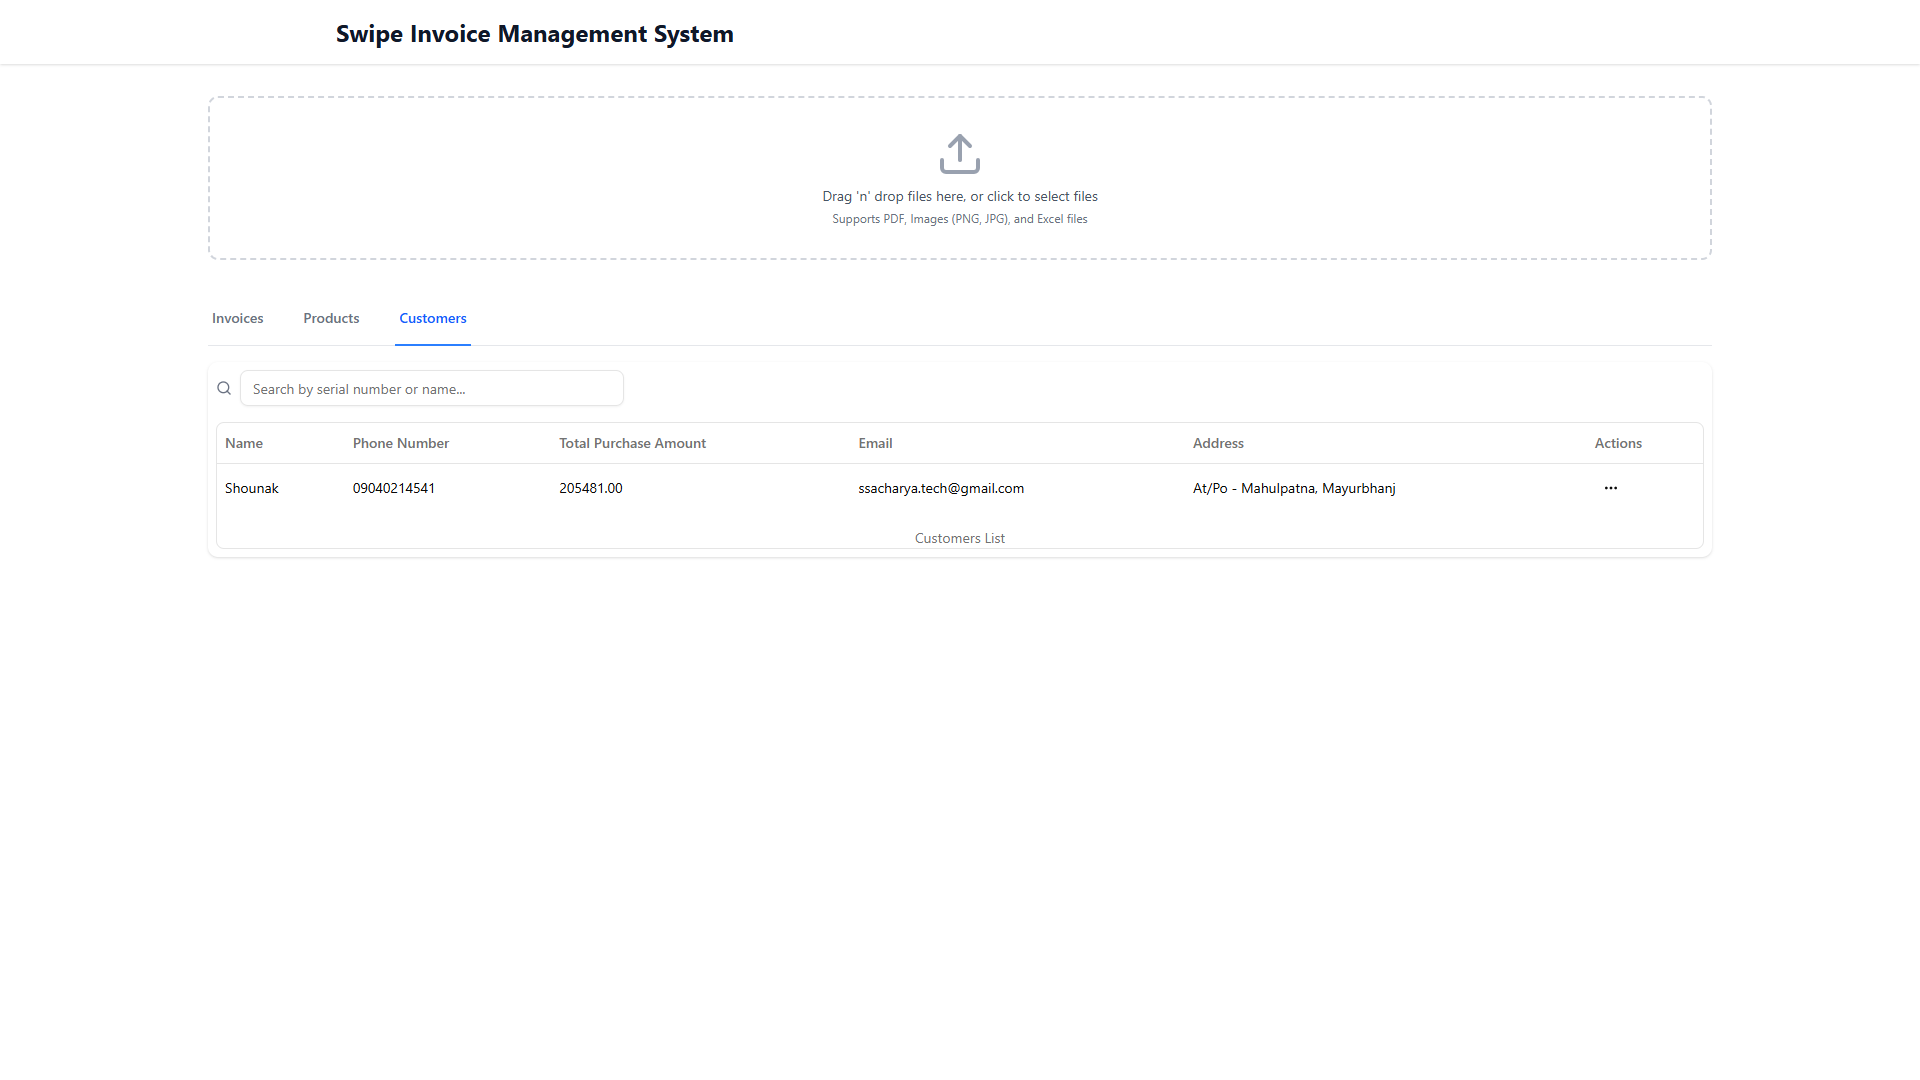 Swipe Invoice Management System
Drag 'n' drop files here, or click to select files
Supports PDF, Images (PNG, JPG), and Excel files
Invoices Products Customers
Search by serial number or name...
Name Phone Number Total Purchase Amount Email Address Actions
Shounak 09040214541 205481.00 ssacharya.tech@gmail.com At/Po - Mahulpatna, Mayurbhanj
Customers List